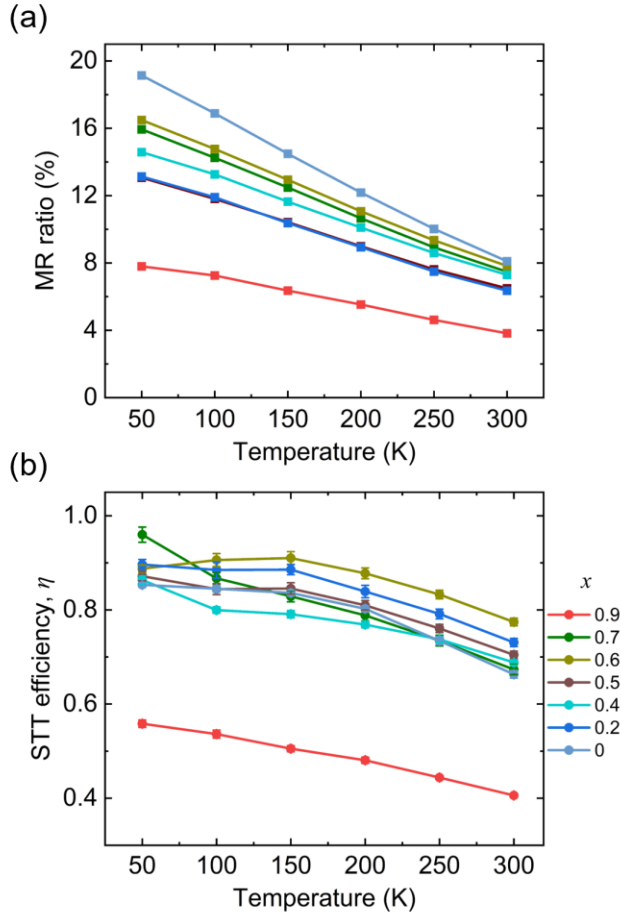 (a)
20
16
12
8
4
0
MR ratio (%)
50 100 150 200 250 300
Temperature (K)
(b)
1.0
0.8
0.6
0.4
STT efficiency, η
x
0.9
0.7
0.6
0.5
0.4
0.2
0
50 100 150 200 250 300
Temperature (K)